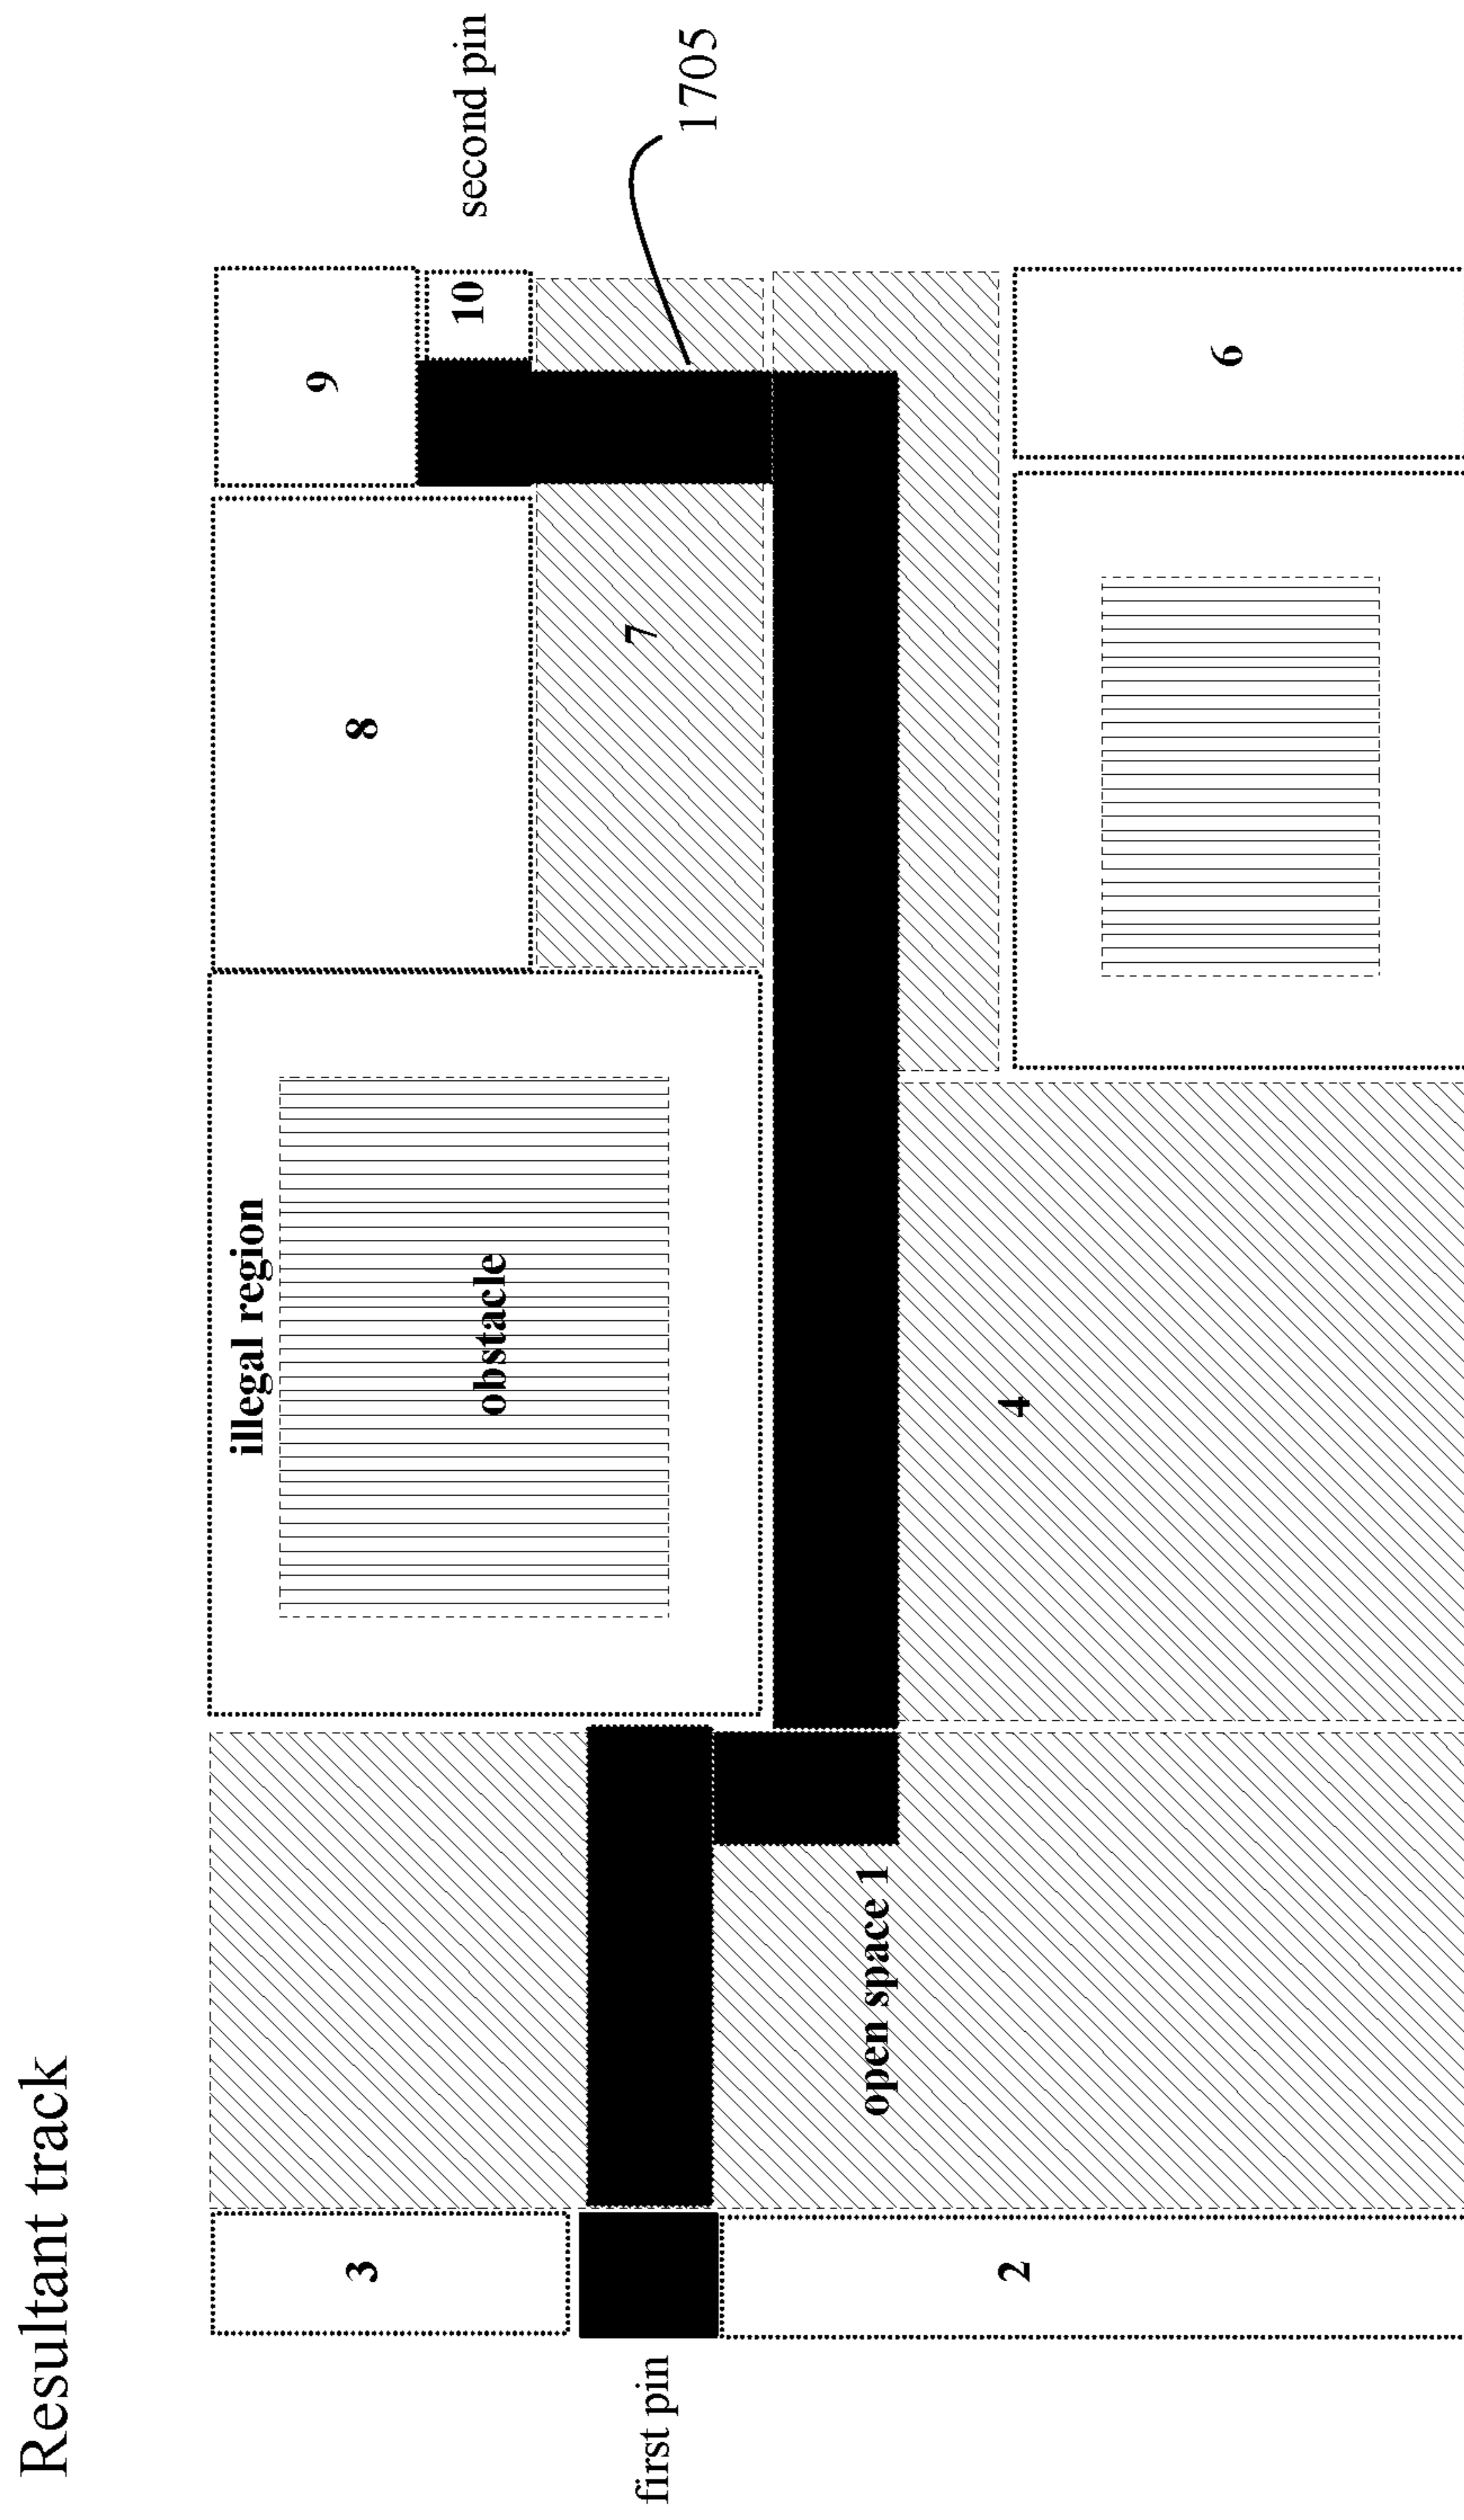 Resultant track
illegal region
3
8
9
obstacle
10
second pin
first pin
7
1705
open space 1
2
4
6